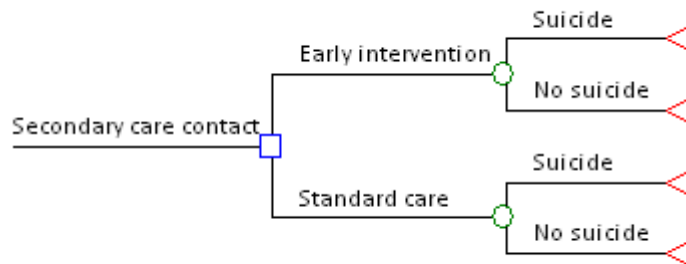 Suicide
Early intervention
No suicide
Secondary care contact
Suicide
Standard care
No suicide